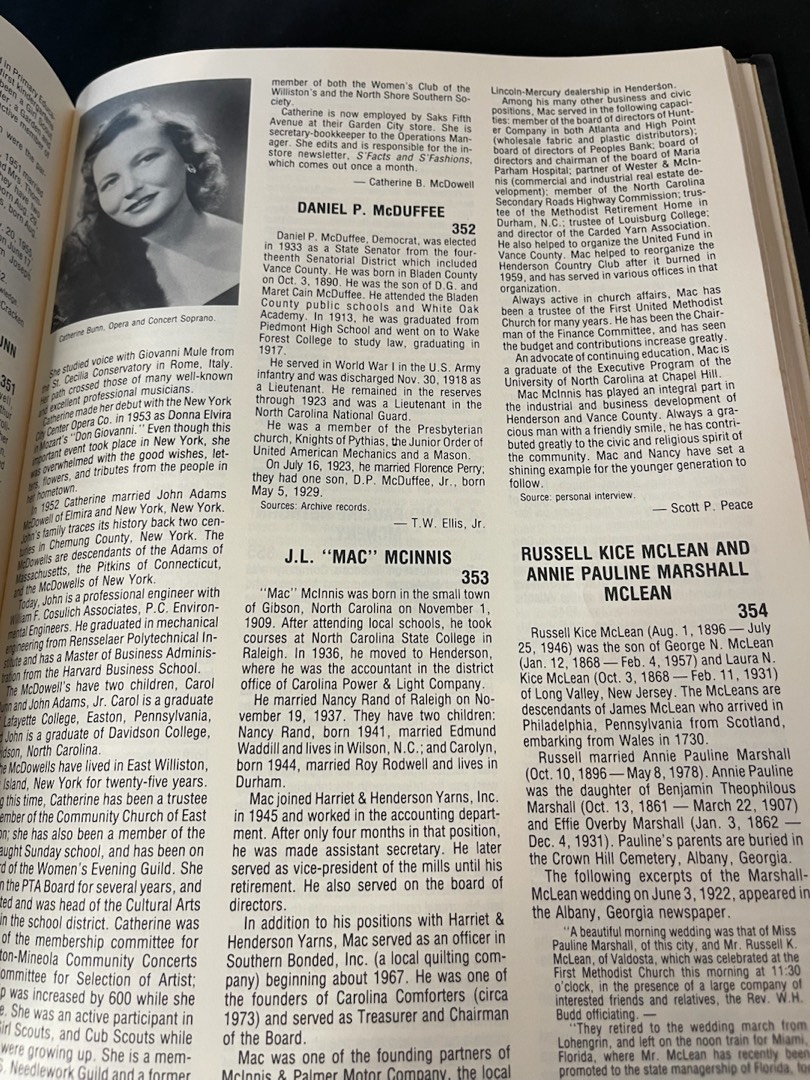 in Primary Edu
first kinder
been a
member of both the Women's Club of the
Williston's and the North Shore Southern So-
ciety.
Catherine is now employed by Saks Fifth
Avenue at their Garden City store. She is
secretary-bookkeeper to the Operations Man-
ager. She edits and is responsible for the in-
store newsletter, S'Facts and S'Fashions,
which comes out once a month.
— Catherine B. McDowell
DANIEL P. McDUFFEE
352
Daniel P. McDuffee, Democrat, was elected
in 1933 as a State Senator from the four-
teenth Senatorial District which included
Vance County. He was born in Bladen County
on Oct. 3, 1890. He was the son of D.G. and
Maret Cain McDuffee. He attended the Bladen
County public schools and White Oak
Academy. In 1913, he was graduated from
Piedmont High School and went on to Wake
Forest College to study law, graduating in
1917.
He served in World War I in the U.S. Army
infantry and was discharged Nov. 30, 1918 as
a Lieutenant. He remained in the reserves
through 1923 and was a Lieutenant in the
North Carolina National Guard.
He was a member of the Presbyterian
church, Knights of Pythias, the Junior Order of
United American Mechanics and a Mason.
On July 16, 1923, he married Florence Perry;
they had one son, D.P. McDuffee, Jr., born
May 5, 1929.
Sources: Archive records.
— T.W. Ellis, Jr.
J.L. "MAC" MCINNIS
353
"Mac" McInnis was born in the small town
of Gibson, North Carolina on November 1,
1909. After attending local schools, he took
courses at North Carolina State College in
Raleigh. In 1936, he moved to Henderson,
where he was the accountant in the district
office of Carolina Power & Light Company.
He married Nancy Rand of Raleigh on No-
vember 19, 1937. They have two children:
Nancy Rand, born 1941, married Edmund
Waddill and lives in Wilson, N.C.; and Carolyn,
born 1944, married Roy Rodwell and lives in
Durham.
Mac joined Harriet & Henderson Yarns, Inc.
in 1945 and worked in the accounting depart-
ment. After only four months in that position,
he was made assistant secretary. He later
served as vice-president of the mills until his
retirement. He also served on the board of
directors.
In addition to his positions with Harriet &
Henderson Yarns, Mac served as an officer in
Southern Bonded, Inc. (a local quilting com-
pany) beginning about 1967. He was one of
the founders of Carolina Comforters (circa
1973) and served as Treasurer and Chairman
of the Board.
Mac was one of the founding partners of
McInnis & Palmer Motor Company, the local
Lincoln-Mercury dealership in Henderson.
Among his many other business and civic
positions, Mac served in the following capaci-
ties: member of the board of directors of Hunt-
er Company in both Atlanta and High Point
(wholesale fabric and plastic distributors);
board of directors of Peoples Bank; board of
directors and chairman of the board of Maria
Parham Hospital; partner of Wester & McIn-
nis (commercial and industrial real estate de-
velopment); member of the North Carolina
Secondary Roads Highway Commission; trus-
tee of the Methodist Retirement Home in
Durham, N.C.; trustee of Louisburg College;
and director of the Carded Yarn Association.
He also helped to organize the United Fund in
Vance County. Mac helped to reorganize the
Henderson Country Club after it burned in
1959, and has served in various offices in that
organization.
Always active in church affairs, Mac has
been a trustee of the First United Methodist
Church for many years. He has been the Chair-
man of the Finance Committee, and has seen
the budget and contributions increase greatly.
An advocate of continuing education, Mac is
a graduate of the Executive Program of the
University of North Carolina at Chapel Hill.
Mac McInnis has played an integral part in
the industrial and business development of
Henderson and Vance County. Always a gra-
cious man with a friendly smile, he has contri-
buted greatly to the civic and religious spirit of
the community. Mac and Nancy have set a
shining example for the younger generation to
follow.
Source: personal interview.
— Scott P. Peace
RUSSELL KICE MCLEAN AND
ANNIE PAULINE MARSHALL
MCLEAN
354
Russell Kice McLean (Aug. 1, 1896 — July
25, 1946) was the son of George N. McLean
(Jan. 12, 1868 — Feb. 4, 1957) and Laura N.
Kice McLean (Oct. 3, 1868 — Feb. 11, 1931)
of Long Valley, New Jersey. The McLeans are
descendants of James McLean who arrived in
Philadelphia, Pennsylvania from Scotland,
embarking from Wales in 1730.
Russell married Annie Pauline Marshall
(Oct. 10, 1896 — May 8, 1978). Annie Pauline
was the daughter of Benjamin Theophilous
Marshall (Oct. 13, 1861 — March 22, 1907)
and Effie Overby Marshall (Jan. 3, 1862 —
Dec. 4, 1931). Pauline's parents are buried in
the Crown Hill Cemetery, Albany, Georgia.
The following excerpts of the Marshall-
McLean wedding on June 3, 1922, appeared in
the Albany, Georgia newspaper.
"A beautiful morning wedding was that of Miss
Pauline Marshall, of this city, and Mr. Russell K.
McLean, of Valdosta, which was celebrated at the
First Methodist Church this morning at 11:30
o'clock, in the presence of a large company of
interested friends and relatives, the Rev. W.H.
Budd officiating. —
"They retired to the wedding march from
Lohengrin, and left on the noon train for Miami,
Florida, where Mr. McLean has recently been
promoted to the state managership of Florida,
Catherine Bunn, Opera and Concert Soprano.
She studied voice with Giovanni Mule from
St. Cecilia Conservatory in Rome, Italy.
path crossed those of many well-known
and excellent professional musicians.
Catherine made her debut with the New York
City Center Opera Co. in 1953 as Donna Elvira
in Mozart's "Don Giovanni." Even though this
important event took place in New York, she
was overwhelmed with the good wishes, let-
ters, flowers, and tributes from the people in
her hometown.
In 1952 Catherine married John Adams
McDowell of Elmira and New York, New York.
John's family traces its history back two cen-
turies in Chemung County, New York. The
McDowells are descendants of the Adams of
Massachusetts, the Pitkins of Connecticut,
and the McDowells of New York.
Today, John is a professional engineer with
William F. Cosulich Associates, P.C. Environ-
mental Engineers. He graduated in mechanical
engineering from Rensselaer Polytechnical In-
stitute and has a Master of Business Adminis-
tration from the Harvard Business School.
The McDowell's have two children, Carol
and John Adams, Jr. Carol is a graduate
Lafayette College, Easton, Pennsylvania,
John is a graduate of Davidson College,
North Carolina.
McDowells have lived in East Williston,
Island, New York for twenty-five years.
this time, Catherine has been a trustee
member of the Community Church of East
she has also been a member of the
taught Sunday school, and has been on
of the Women's Evening Guild. She
the PTA Board for several years, and
and was head of the Cultural Arts
in the school district. Catherine was
of the membership committee for
-Mineola Community Concerts
Committee for Selection of Artist;
was increased by 600 while she
She was an active participant in
Girl Scouts, and Cub Scouts while
were growing up. She is a mem-
Needlework Guild and a former